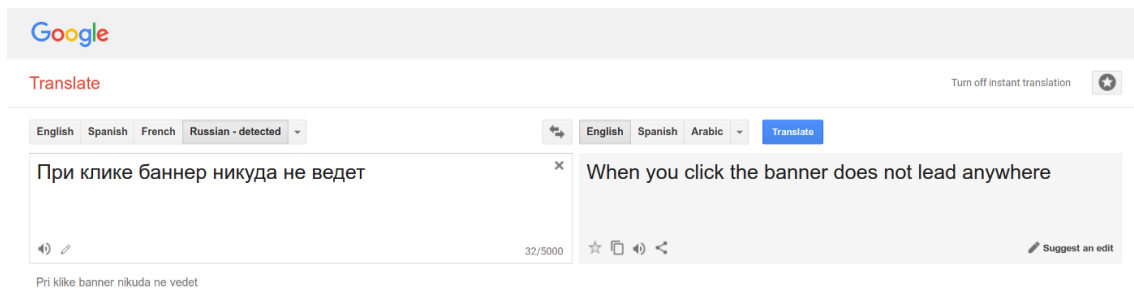 Google
Translate Turn off instant translation
English Spanish French Russian - detected English Spanish Arabic Translate
При клике баннер никуда не ведет When you click the banner does not lead anywhere
32/5000 Suggest an edit
Pri klike banner nikuda ne vedet